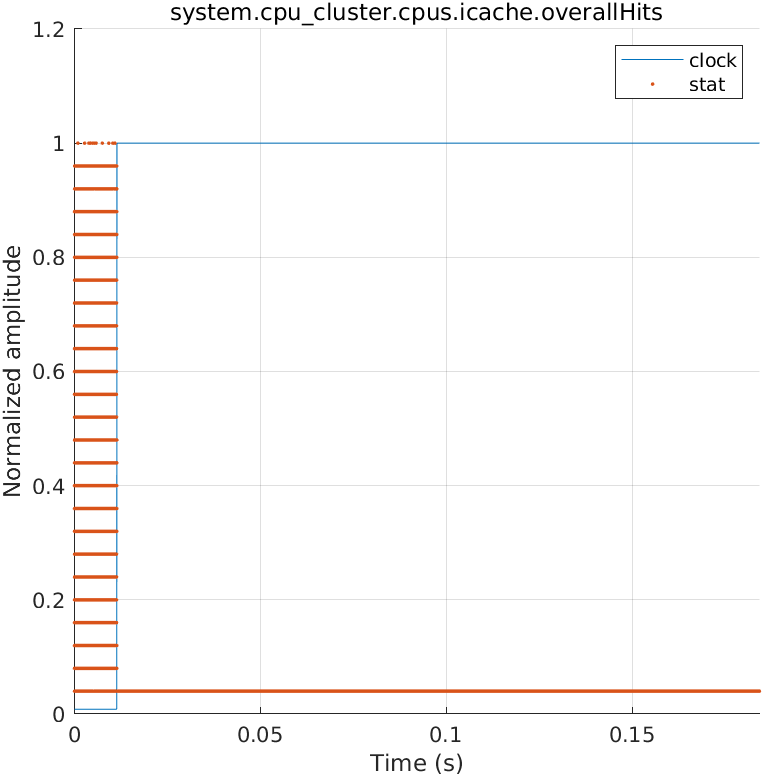 system.cpu_cluster.cpus.icache.overallHits
clock
stat
Normalized amplitude
1.2
1
0.8
0.6
0.4
0.2
0
0
0.05
0.1
0.15
Time (s)